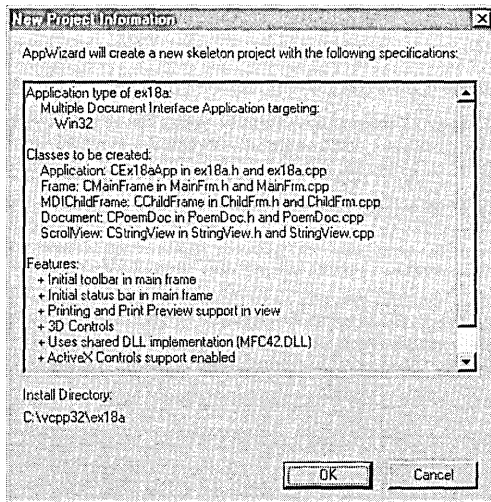 New Project Information
AppWizard will create a new skeleton project with the following specifications:
Application type of ex18a:
Multiple Document Interface Application targeting:
Win32
Classes to be created:
Application: CEx18aApp in ex18a.h and ex18a.cpp
Frame: CMainFrame in MainFrm.h and MainFrm.cpp
MDIChildFrame: CChildFrame in ChildFrm.h and ChildFrm.cpp
Document: CPoemDoc in PoemDoc.h and PoemDoc.cpp
ScrollView: CStringView in StringView.h and StringView.cpp
Features:
+ Initial toolbar in main frame
+ Initial status bar in main frame
+ Printing and Print Preview support in view
+ 3D Controls
+ Uses shared DLL implementation (MFC42.DLL)
+ ActiveX Controls support enabled
Install Directory:
C:\vcpp32\ex18a
OK Cancel